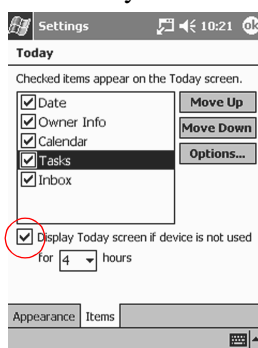 Settings 10:21 ok
Today
Checked items appear on the Today screen.
Date
Owner Info
Calendar
Tasks
Inbox
Move Up
Move Down
Options...
Display Today screen if device is not used
for 4 hours
Appearance Items